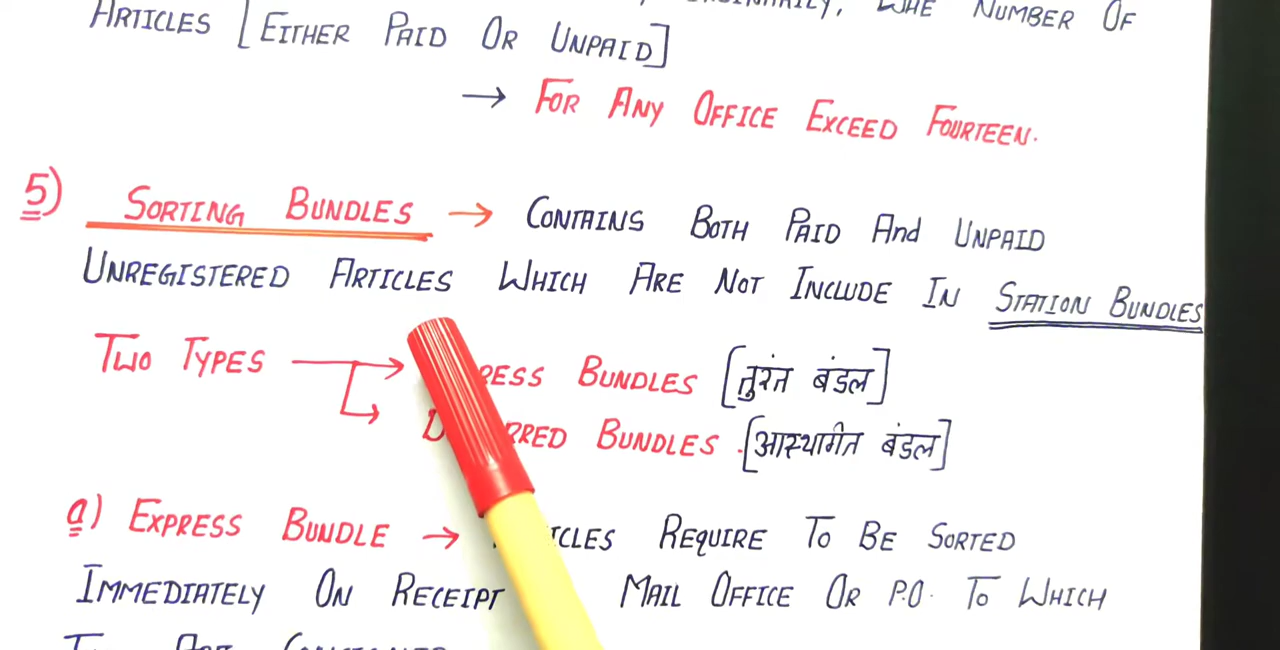 NUMBER OF
ARTICLES [EITHER PAID OR UNPAID]
→ FOR ANY OFFICE EXCEED FOURTEEN.
5) SORTING BUNDLES → CONTAINS BOTH PAID AND UNPAID
UNREGISTERED ARTICLES WHICH ARE NOT INCLUDE IN STATION BUNDLES
TWO TYPES → BUNDLES [तुरंत बंडल]
BUNDLES. [आस्थागित बंडल]
a) EXPRESS BUNDLE → REQUIRE TO BE SORTED
IMMEDIATELY ON RECEIPT MAIL OFFICE OR P.O. TO WHICH